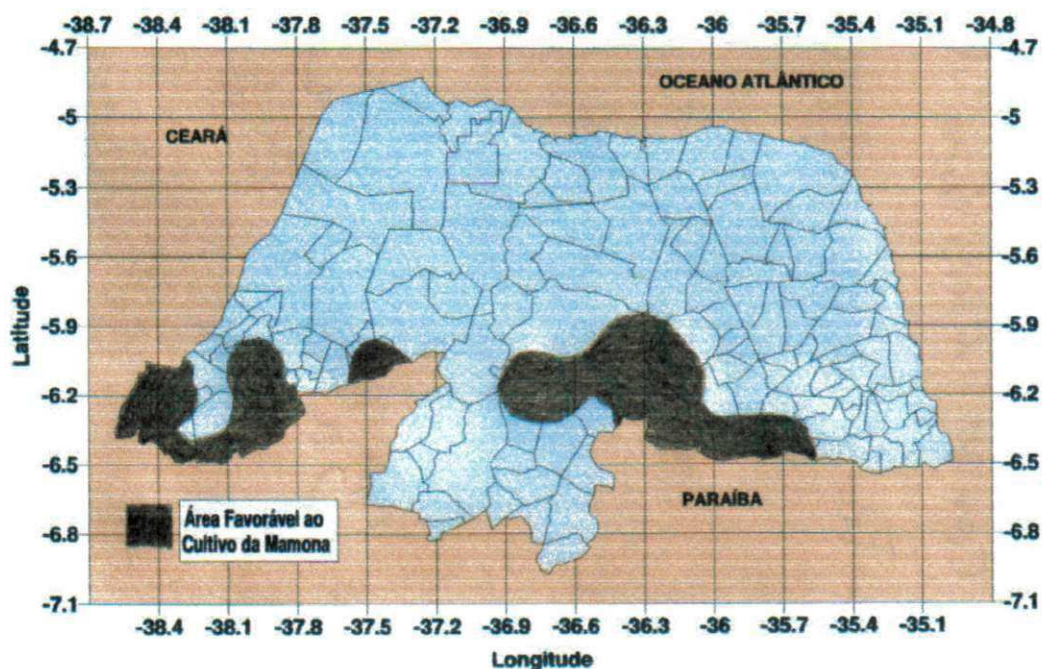 -38.7 -38.4 -38.1 -37.8 -37.5 -37.2 -36.9 -36.6 -36.3 -36 -35.7 -35.4 -35.1 -34.8
-4.7 -4.7
OCEANO ATLÂNTICO
-5 -5
CEARÁ
-5.3 -5.3
-5.6 -5.6
Latitude
-5.9 -5.9
-6.2 -6.2
-6.5 -6.5
PARAÍBA
Área Favorável ao
Cultivo da Mamona
-6.8 -6.8
-7.1 -7.1
-38.4 -38.1 -37.8 -37.5 -37.2 -36.9 -36.6 -36.3 -36 -35.7 -35.4 -35.1
Longitude